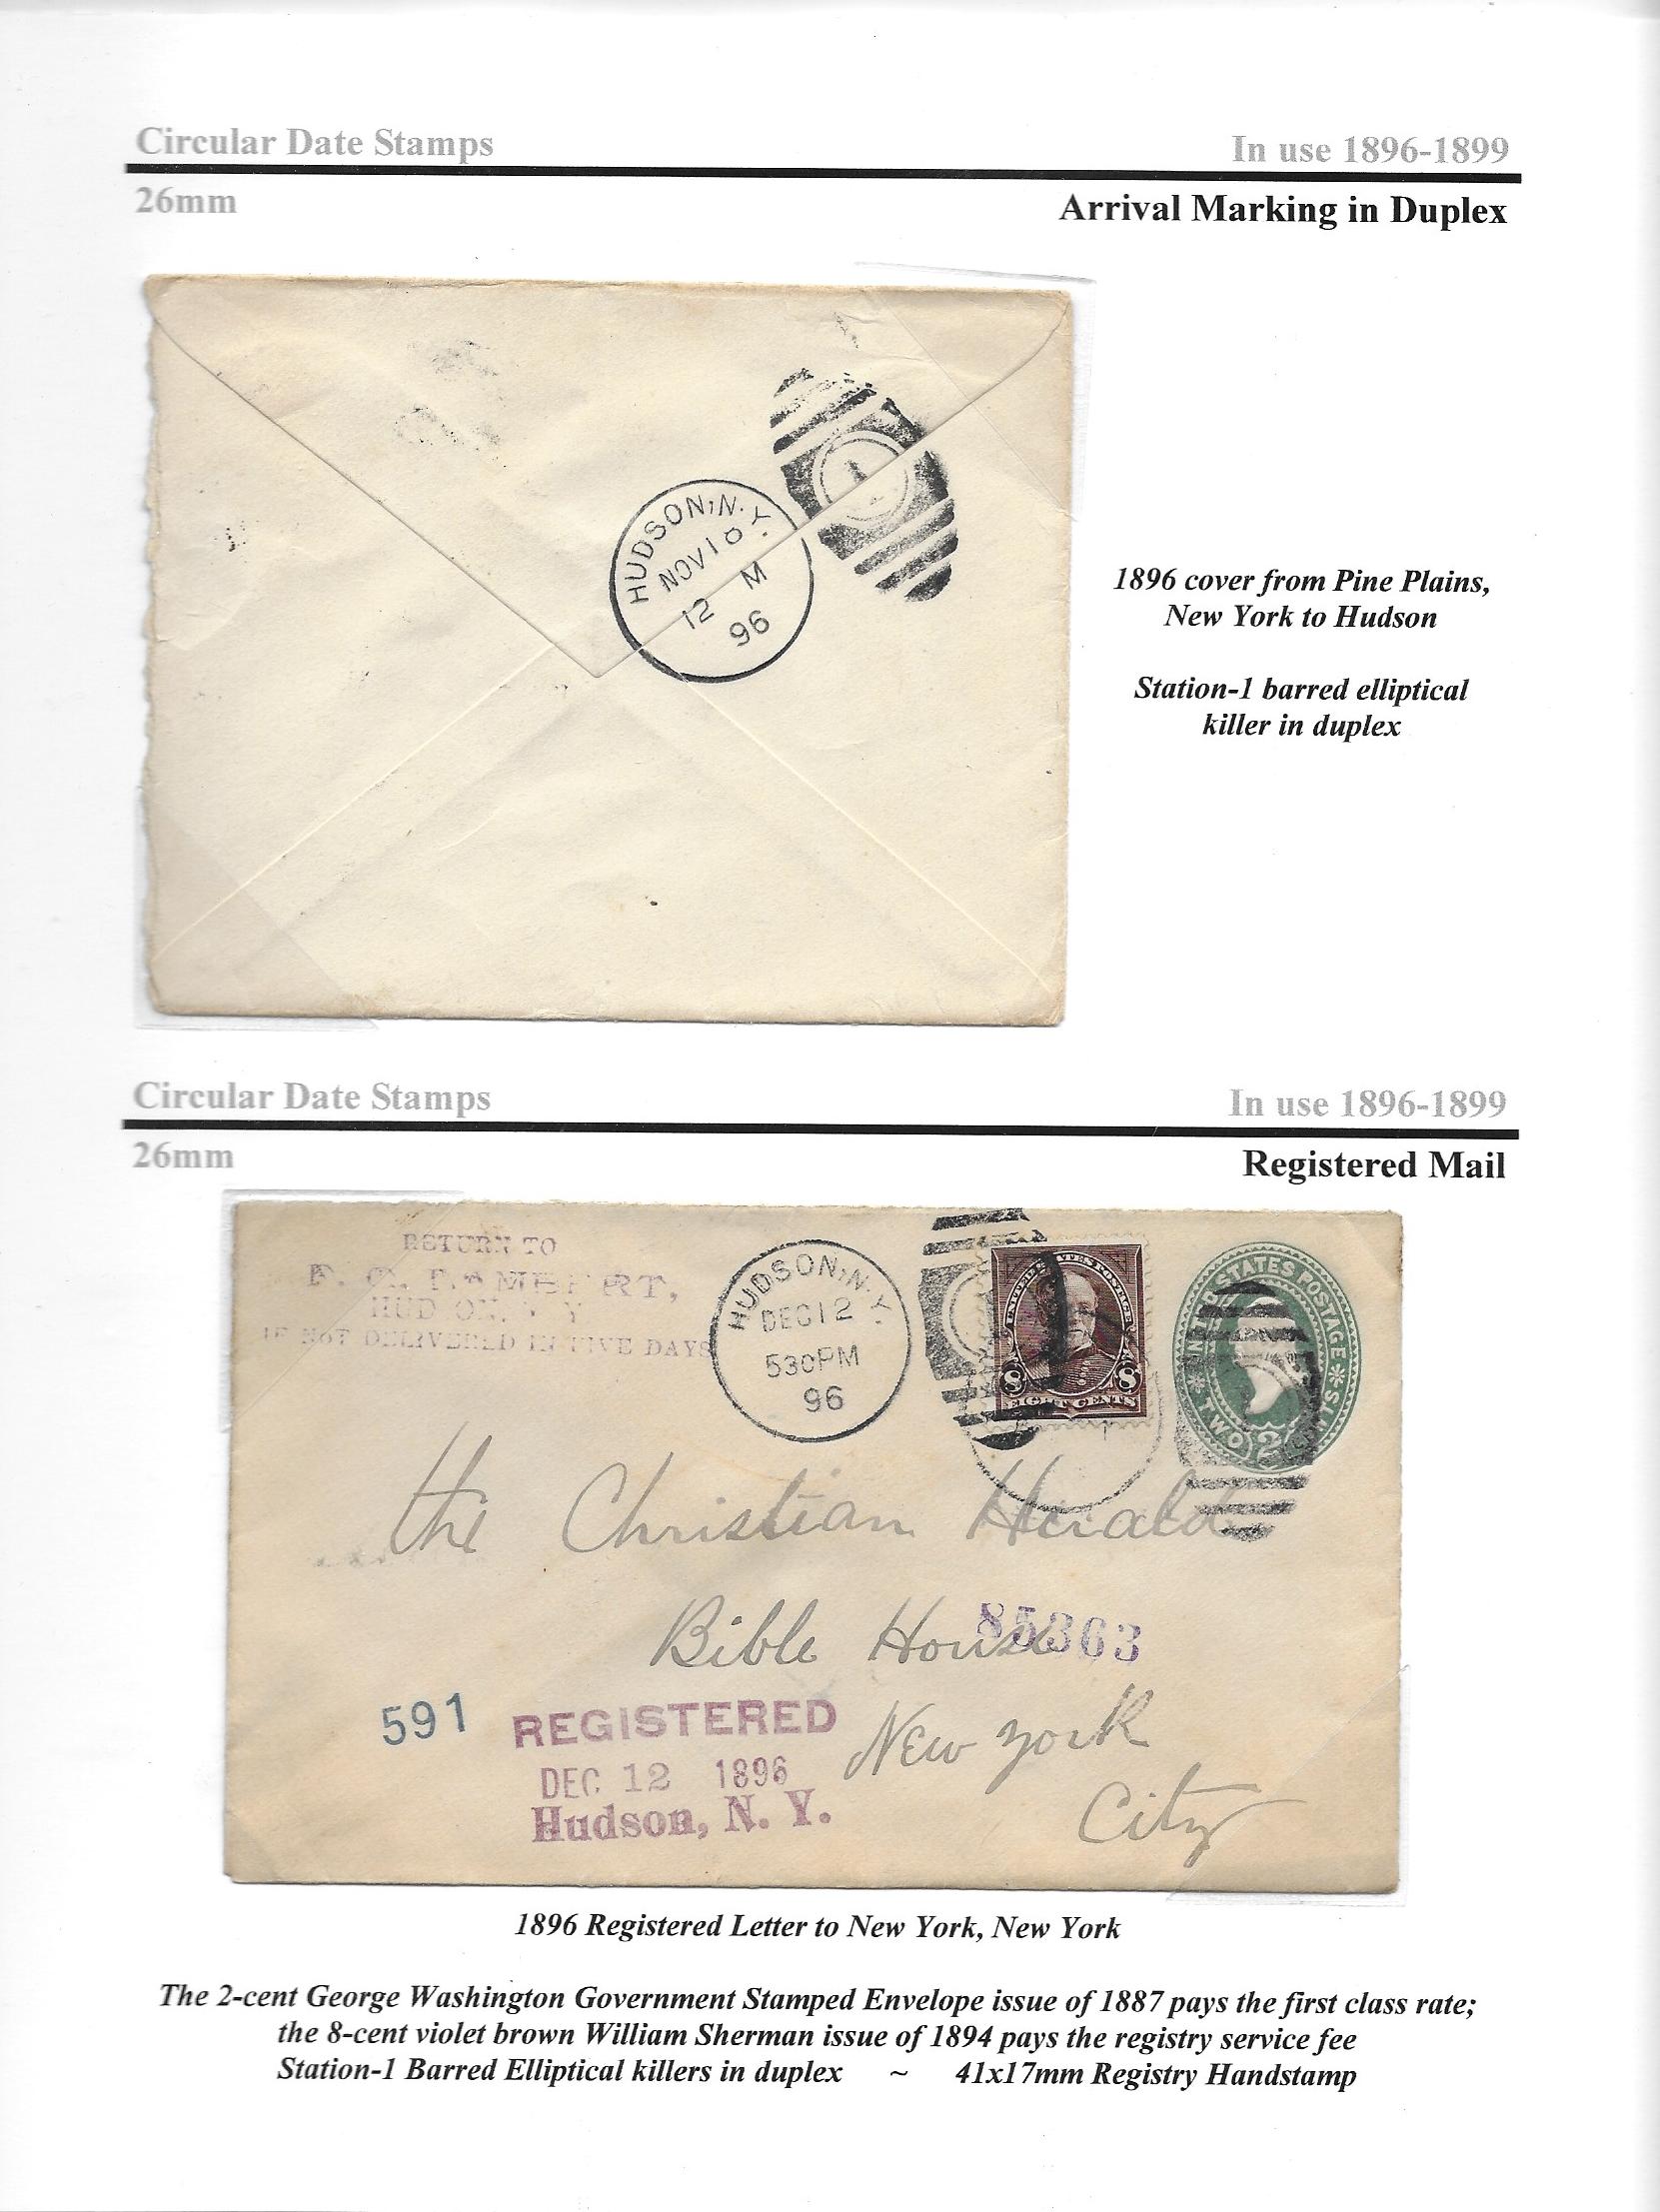 Circular Date Stamps
In use 1896-1899
26mm
Arrival Marking in Duplex
HUDSON, N.Y.
NOV 18
12 M
96
1
1896 cover from Pine Plains,
New York to Hudson
Station-1 barred elliptical
killer in duplex
Circular Date Stamps
In use 1896-1899
26mm
Registered Mail
RETURN TO
HUDSON, N.Y.
IF NOT DELIVERED IN FIVE DAYS
HUDSON, N.Y.
DEC 12
530PM
96
UNITED STATES POSTAGE
8 8
EIGHT CENTS
UNITED STATES POSTAGE
TWO 2 CENTS
The Christian Herald
Bible House
85363
591
REGISTERED
DEC 12 1896
Hudson, N. Y.
New York
City
1896 Registered Letter to New York, New York
The 2-cent George Washington Government Stamped Envelope issue of 1887 pays the first class rate;
the 8-cent violet brown William Sherman issue of 1894 pays the registry service fee
Station-1 Barred Elliptical killers in duplex ~ 41x17mm Registry Handstamp